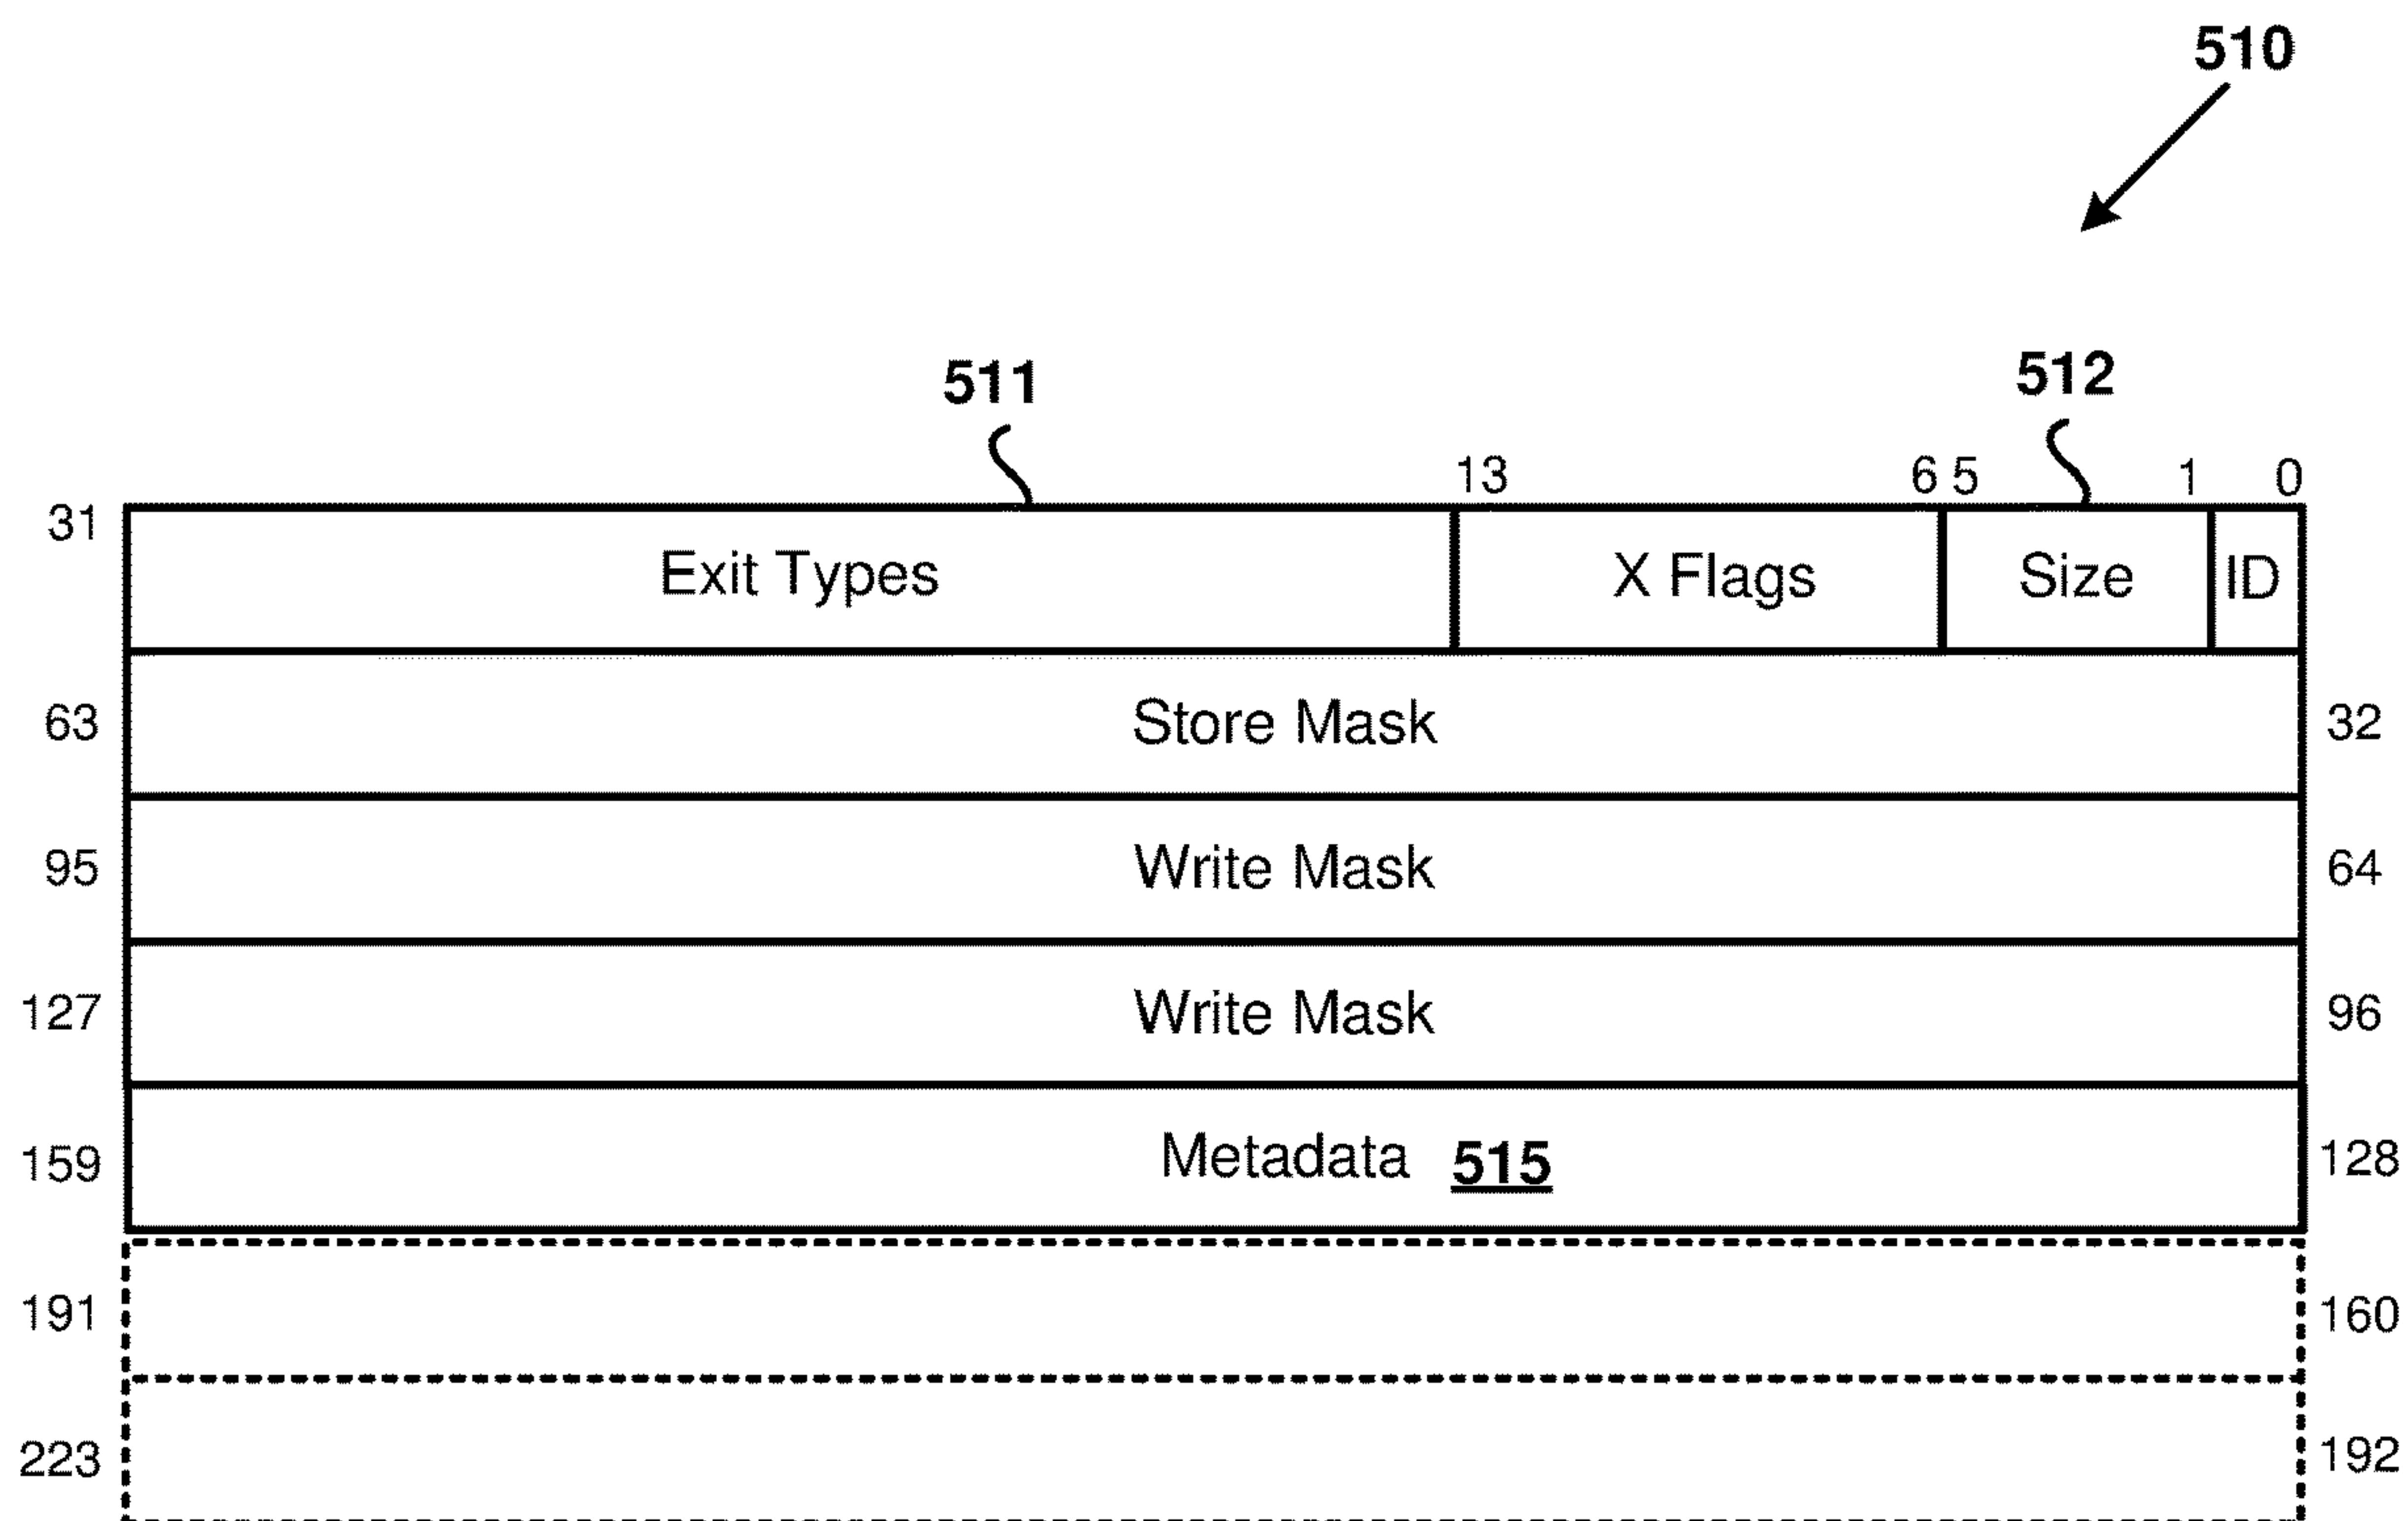 510
511 512
13 6 5 1 0
31 Exit Types X Flags Size ID
63 Store Mask 32
95 Write Mask 64
127 Write Mask 96
159 Metadata 515 128
191 160
223 192